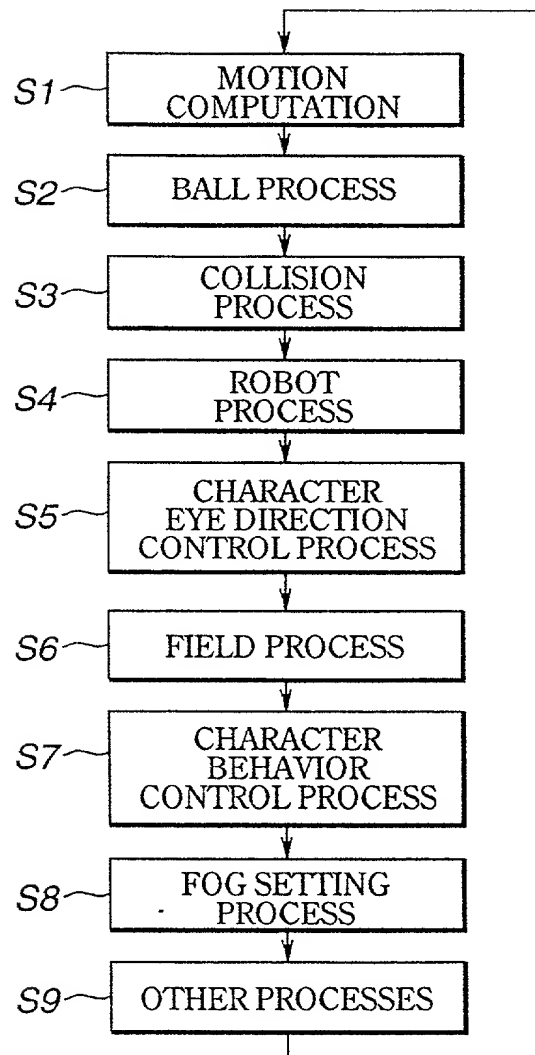 S1
MOTION
COMPUTATION
S2
BALL PROCESS
S3
COLLISION
PROCESS
S4
ROBOT
PROCESS
S5
CHARACTER
EYE DIRECTION
CONTROL PROCESS
S6
FIELD PROCESS
S7
CHARACTER
BEHAVIOR
CONTROL PROCESS
S8
FOG SETTING
PROCESS
S9
OTHER PROCESSES